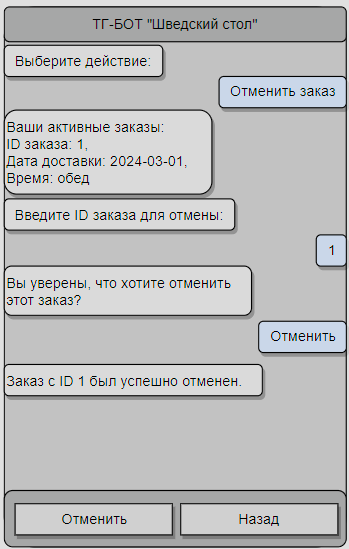 ТГ-БОТ "Шведский стол"
Выберите действие:
Отменить заказ
Ваши активные заказы:
ID заказа: 1,
Дата доставки: 2024-03-01,
Время: обед
Введите ID заказа для отмены:
1
Вы уверены, что хотите отменить
этот заказ?
Отменить
Заказ с ID 1 был успешно отменен.
Отменить
Назад